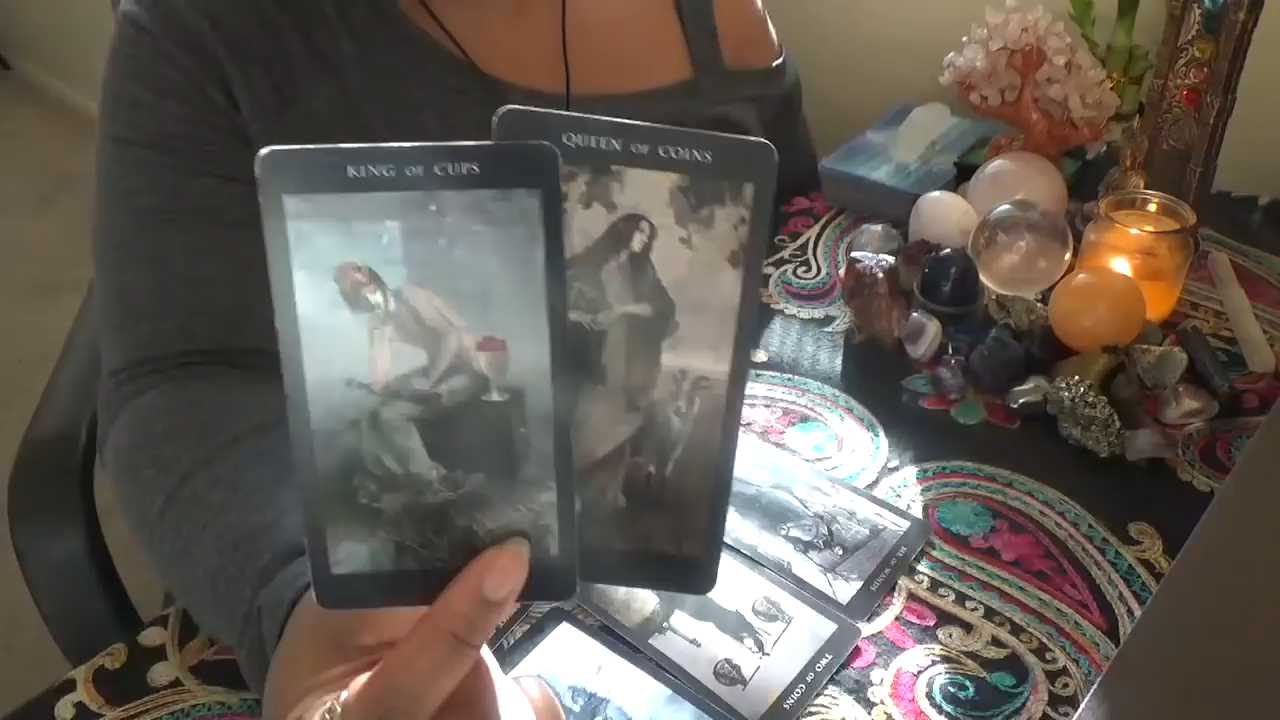 KING OF CUPS
QUEEN OF COINS
SIX OF WANDS
TWO OF COINS